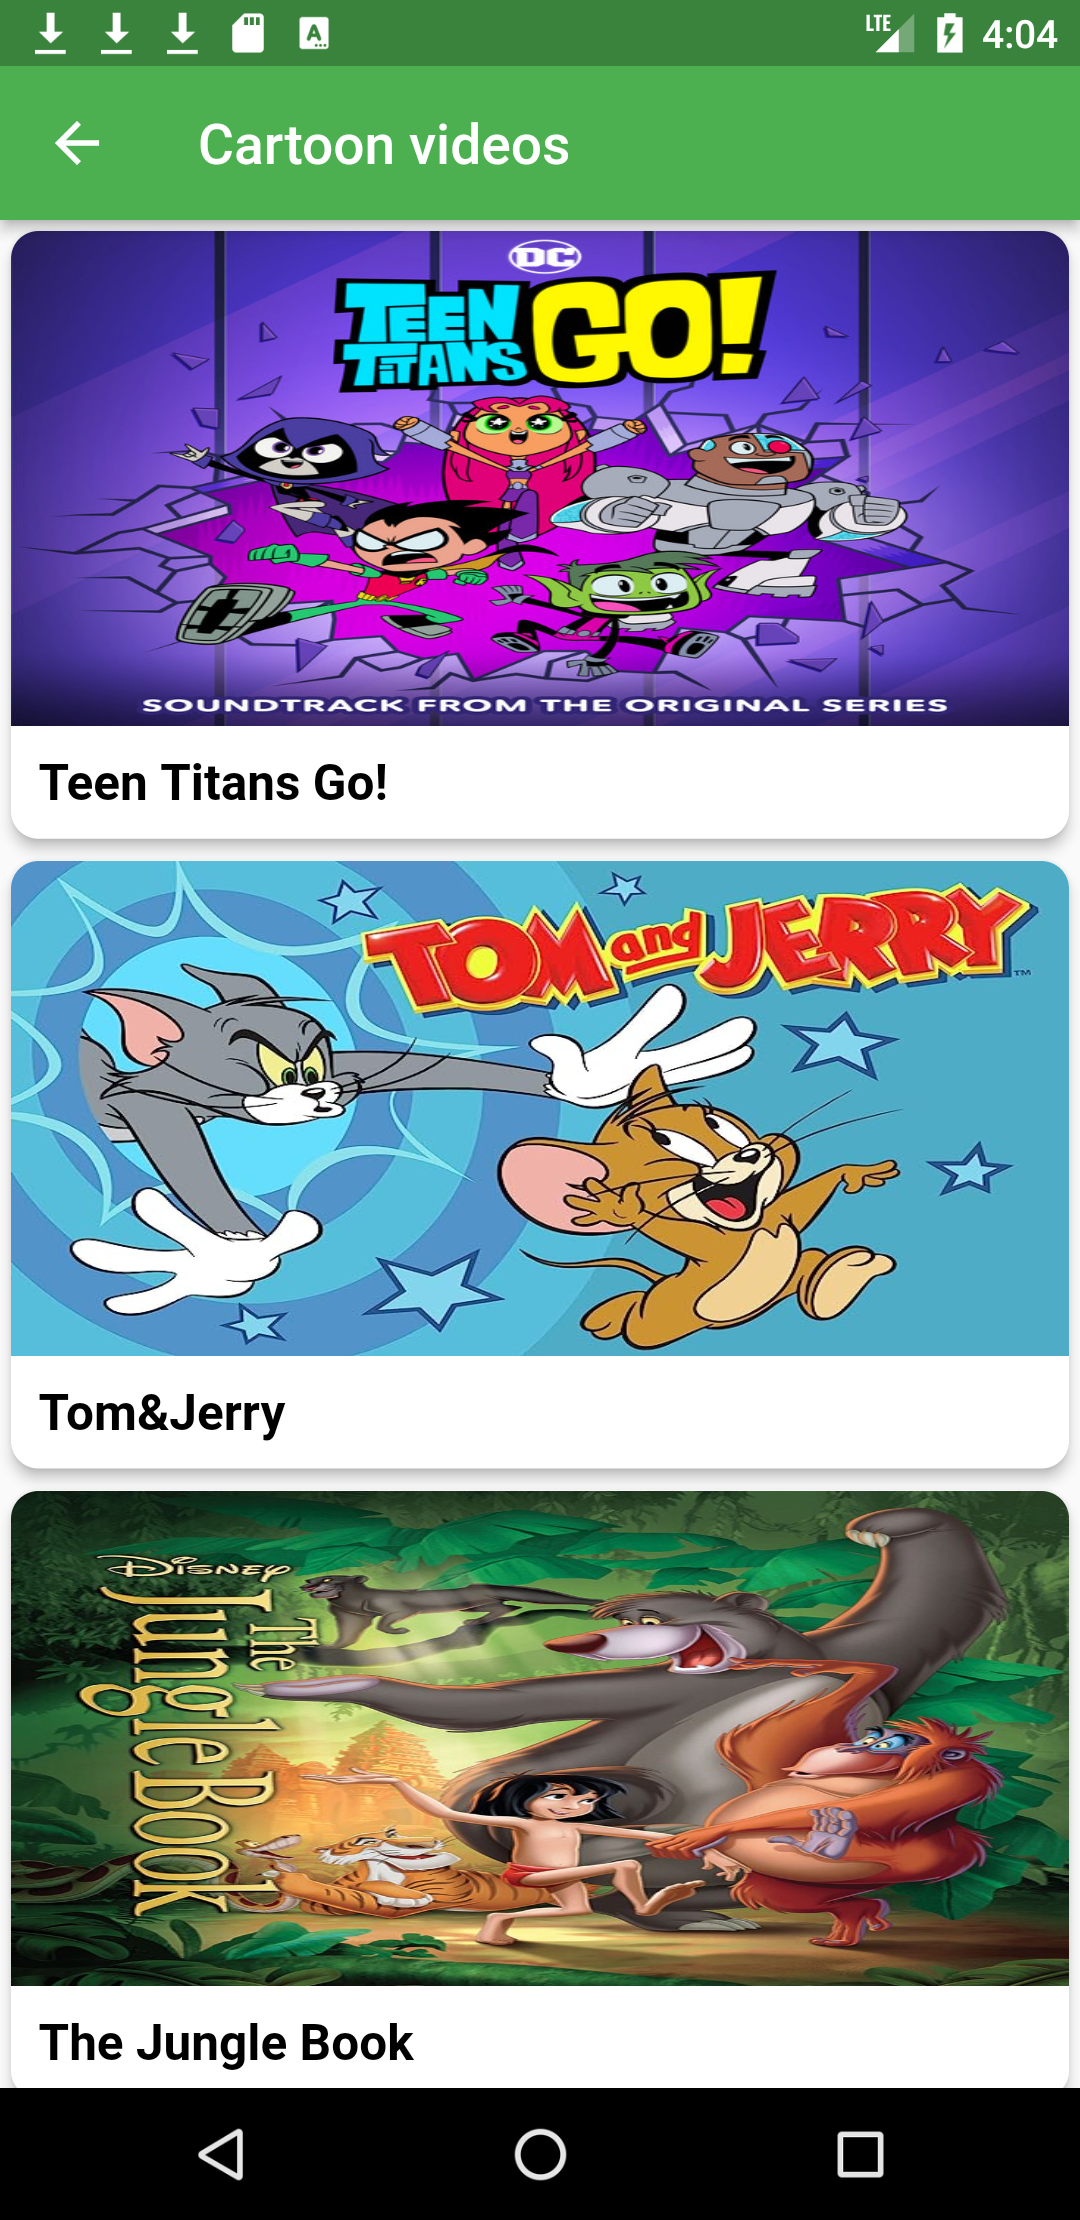 LTE 4:04
Cartoon videos
DC
TEEN
TITANS GO!
SOUNDTRACK FROM THE ORIGINAL SERIES
Teen Titans Go!
TOM and JERRY
TM
Tom&Jerry
Disney
The
Jungle Book
The Jungle Book